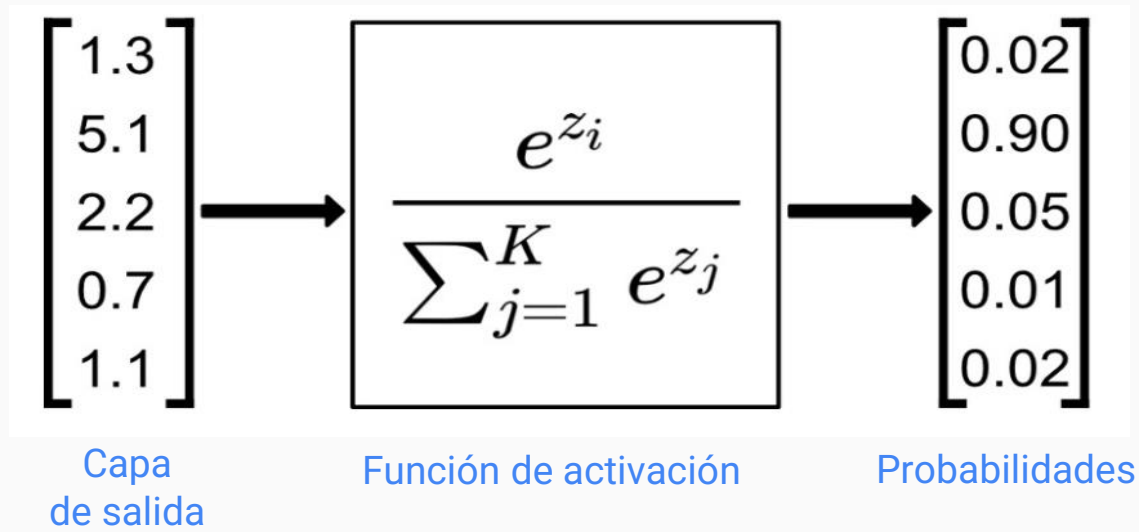 1.3
5.1
2.2
0.7
1.1
e^{z_i}
∑_{j=1}^{K} e^{z_j}
0.02
0.90
0.05
0.01
0.02
Capa
de salida
Función de activación
Probabilidades